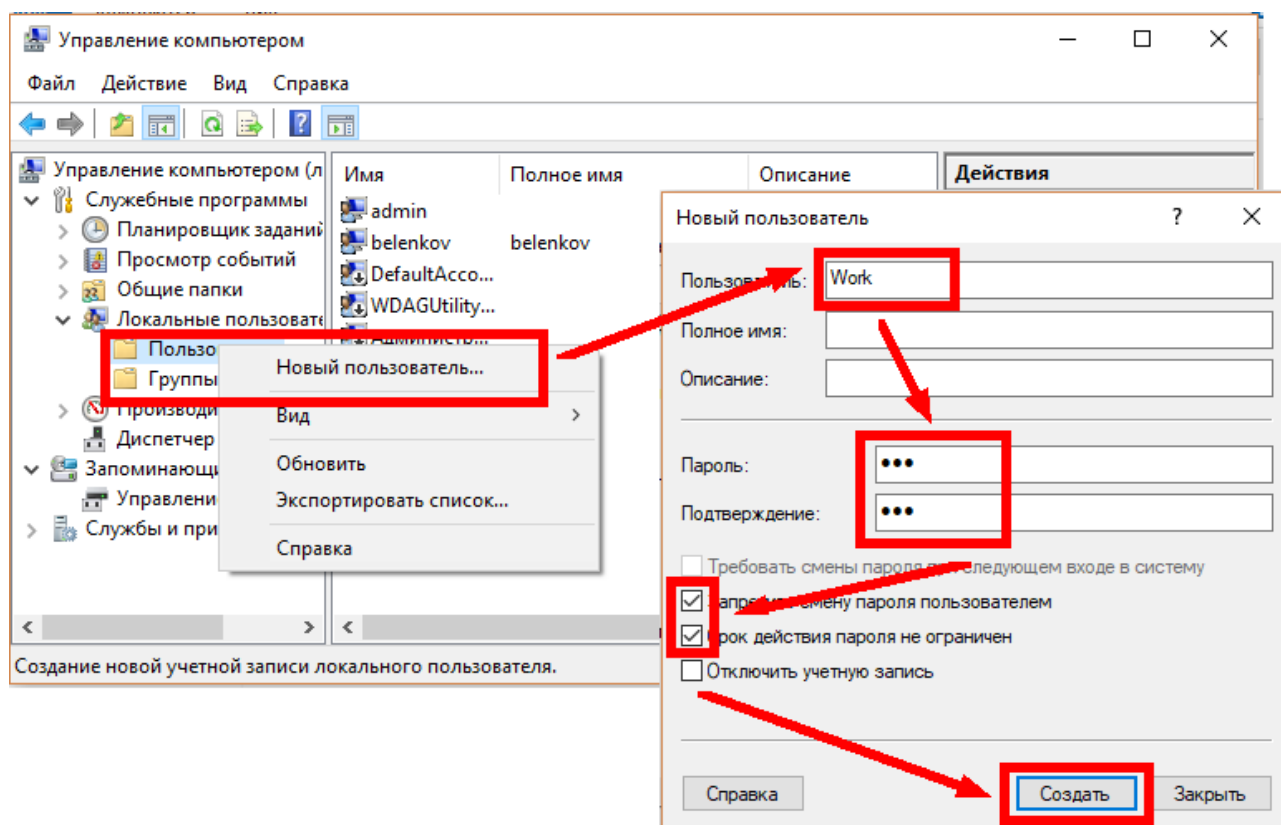 Управление компьютером
Файл Действие Вид Справка
Управление компьютером (л
Служебные программы
Планировщик заданий
Просмотр событий
Общие папки
Локальные пользовате
Пользо
Группы
Производи
Диспетчер
Запоминающи
Управлени
Службы и при
Имя Полное имя Описание
admin
belenkov belenkov
DefaultAcco...
WDAGUtility...
Администр...
Действия
Новый пользователь...
Вид
Обновить
Экспортировать список...
Справка
Создание новой учетной записи локального пользователя.
Новый пользователь
Пользователь: Work
Полное имя:
Описание:
Пароль: •••
Подтверждение: •••
Требовать смены пароля при следующем входе в систему
Запретить смену пароля пользователем
Срок действия пароля не ограничен
Отключить учетную запись
Справка Создать Закрыть